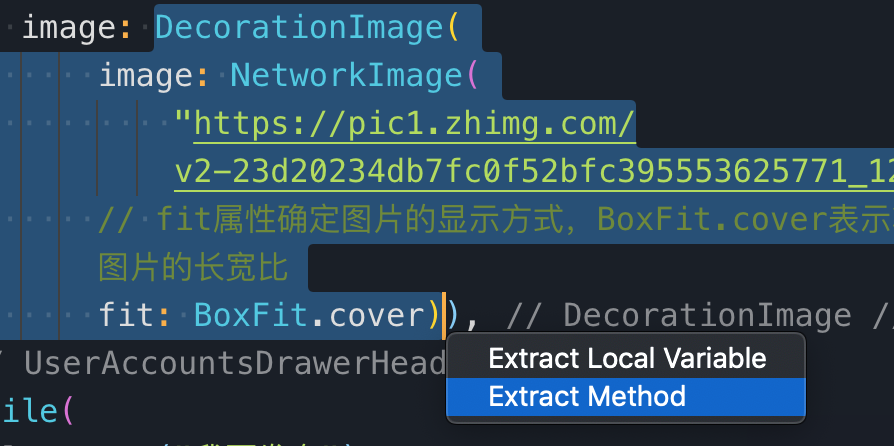 image: DecorationImage(
image: NetworkImage(
"https://pic1.zhimg.com/
v2-23d20234db7fc0f52bfc395553625771_12
// fit属性确定图片的显示方式，BoxFit.cover表示
图片的长宽比
fit: BoxFit.cover)), // DecorationImage //
/ UserAccountsDrawerHead
Extract Local Variable
Extract Method
ile(